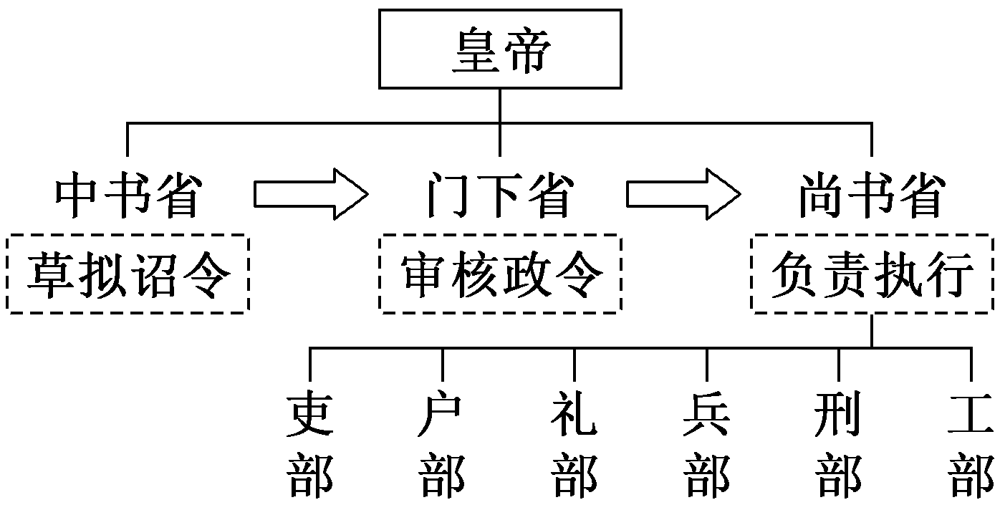 皇帝
中书省
门下省
尚书省
草拟诏令
审核政令
负责执行
吏部
户部
礼部
兵部
刑部
工部